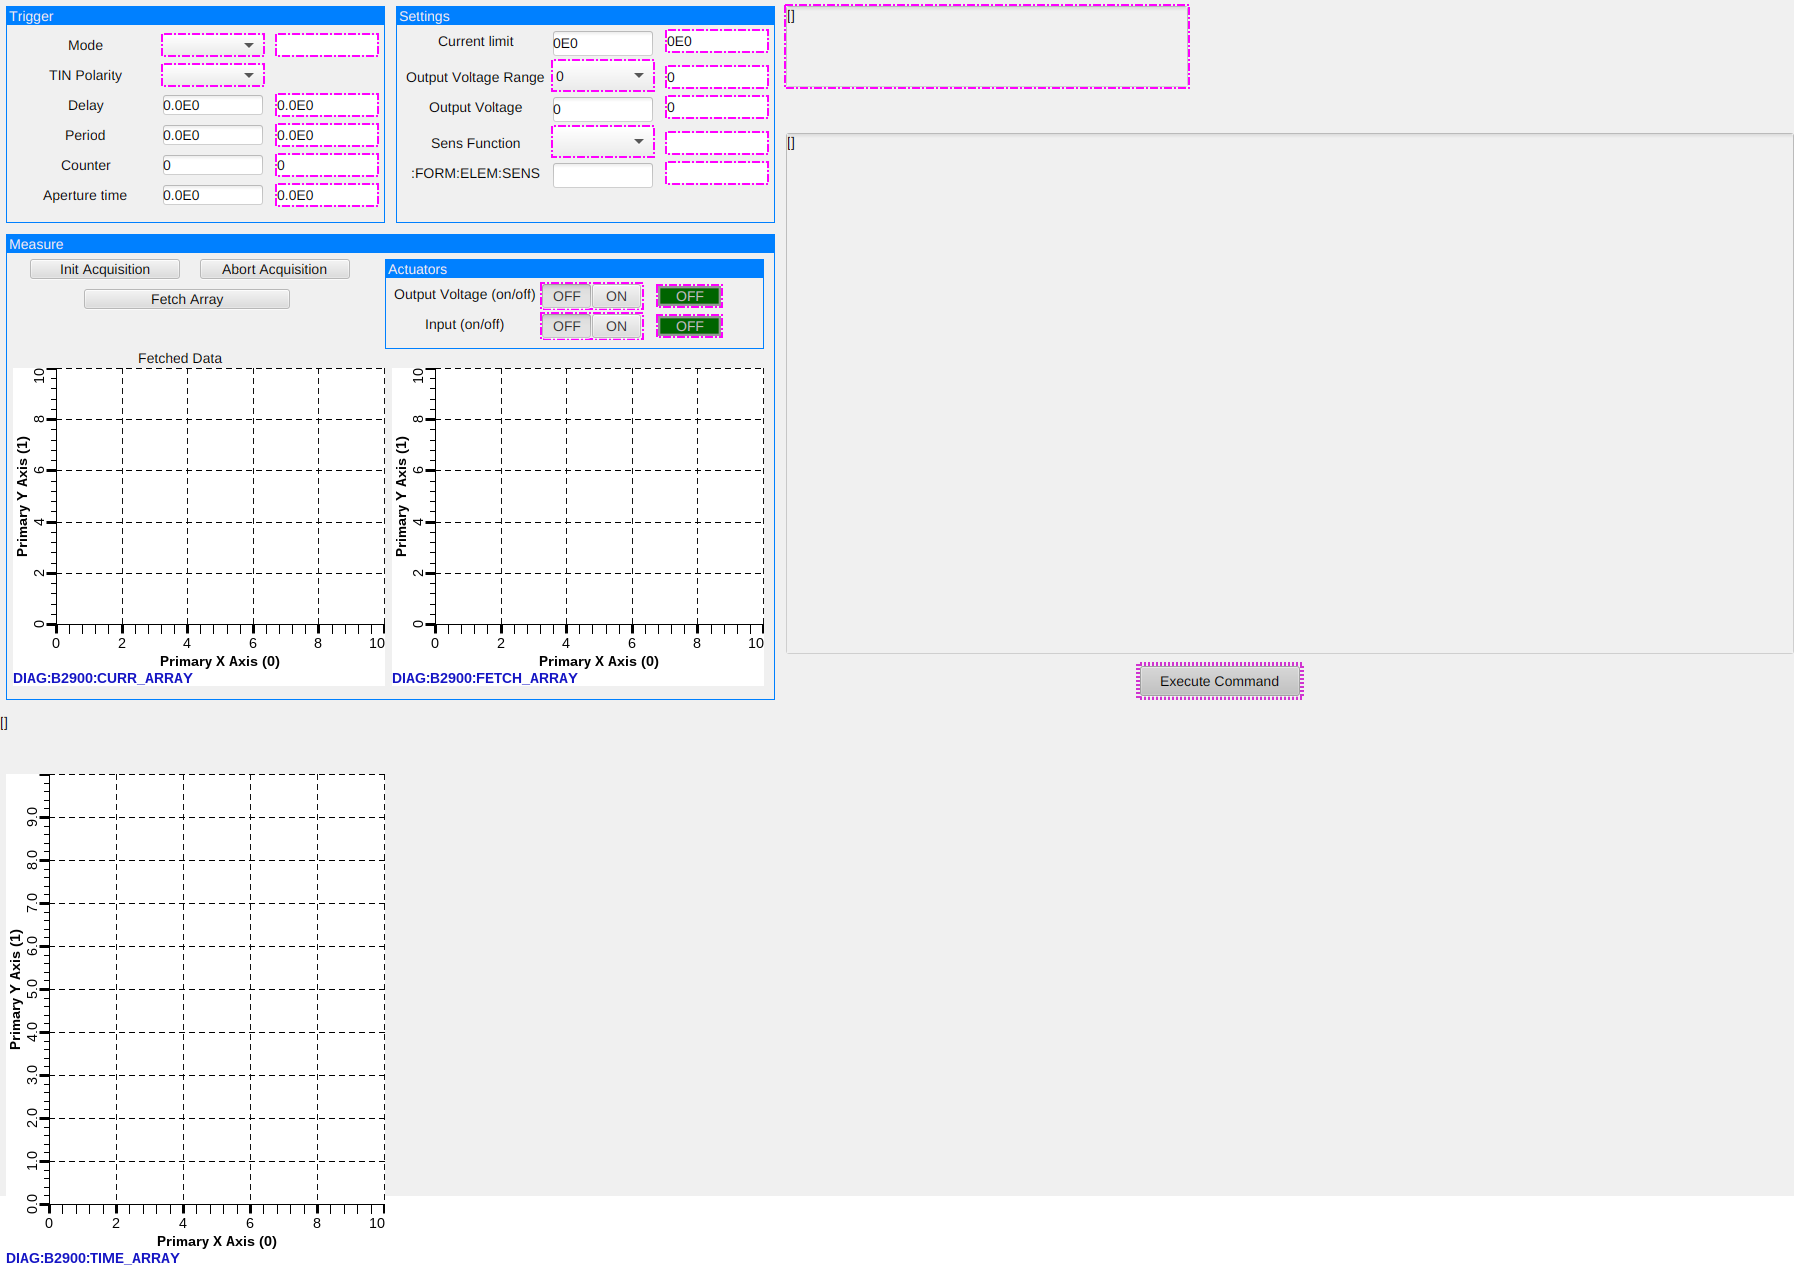 Trigger
Mode
TIN Polarity
Delay 0.0E0 0.0E0
Period 0.0E0 0.0E0
Counter 0 0
Aperture time 0.0E0 0.0E0
Settings
Current limit 0E0 0E0
Output Voltage Range 0 0
Output Voltage 0 0
Sens Function
:FORM:ELEM:SENS
[]
[]
Execute Command
Measure
Init Acquisition Abort Acquisition
Fetch Array
Actuators
Output Voltage (on/off) OFF ON OFF
Input (on/off) OFF ON OFF
Fetched Data
10
8
6
4
2
0
Primary Y Axis (1)
0 2 4 6 8 10
Primary X Axis (0)
DIAG:B2900:CURR_ARRAY
10
8
6
4
2
0
Primary Y Axis (1)
0 2 4 6 8 10
Primary X Axis (0)
DIAG:B2900:FETCH_ARRAY
[]
9.0
8.0
7.0
6.0
5.0
4.0
3.0
2.0
1.0
0.0
Primary Y Axis (1)
0 2 4 6 8 10
Primary X Axis (0)
DIAG:B2900:TIME_ARRAY